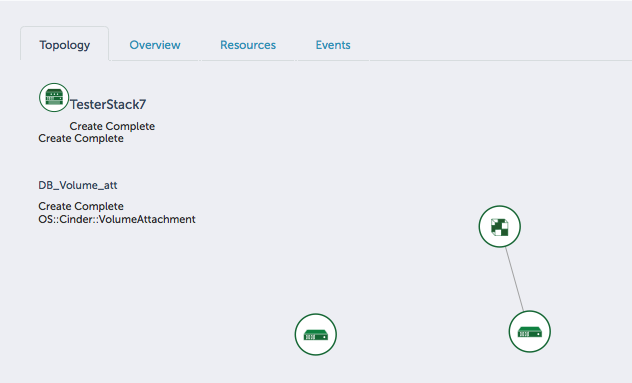 Topology
Overview
Resources
Events
TesterStack7
Create Complete
Create Complete
DB_Volume_att
Create Complete
OS::Cinder::VolumeAttachment